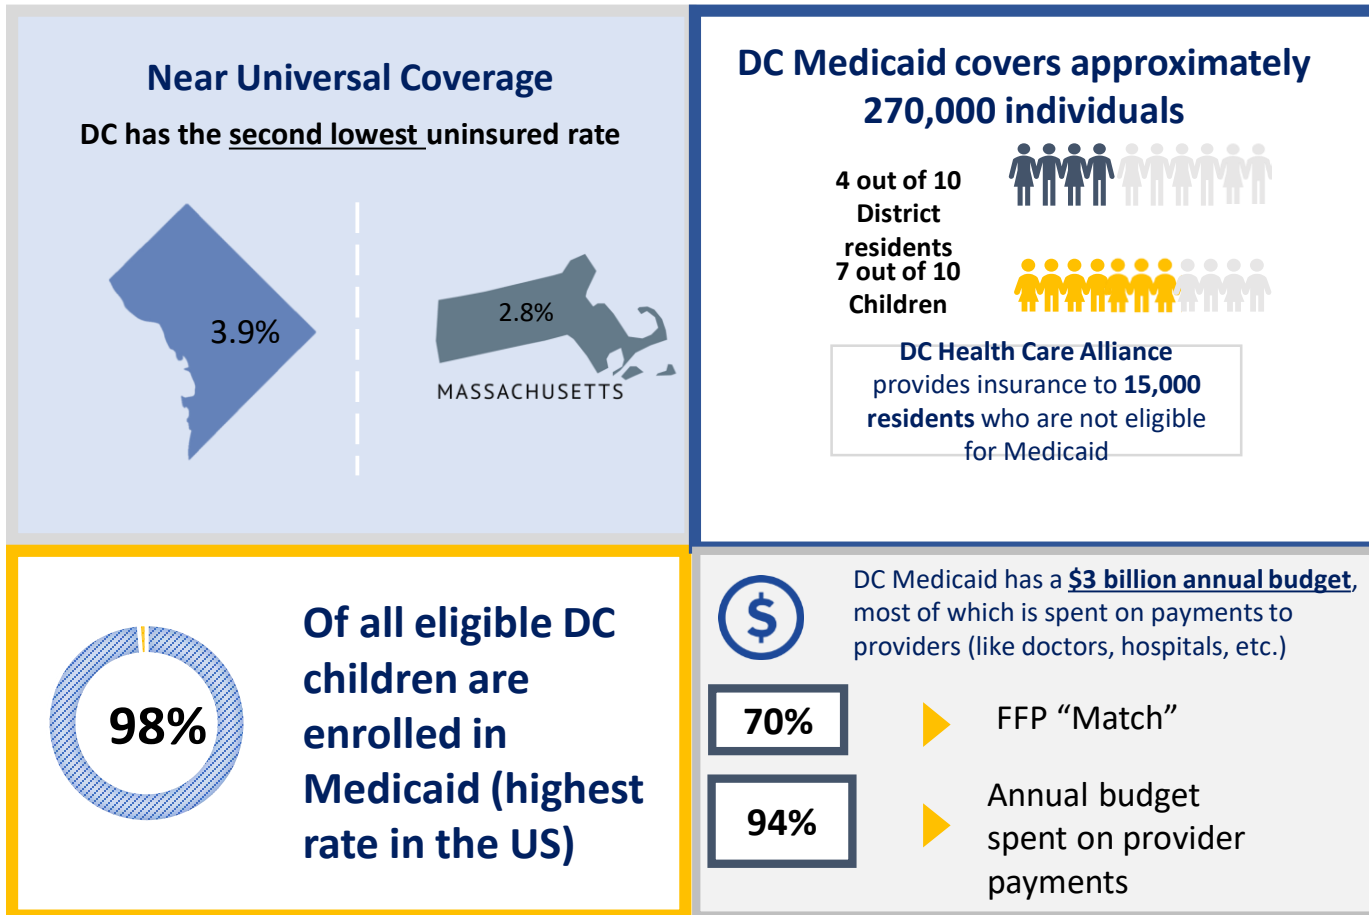 Near Universal Coverage
DC has the second lowest uninsured rate
3.9%
2.8%
MASSACHUSETTS
DC Medicaid covers approximately
270,000 individuals
4 out of 10
District
residents
7 out of 10
Children
DC Health Care Alliance
provides insurance to 15,000
residents who are not eligible
for Medicaid
98%
Of all eligible DC
children are
enrolled in
Medicaid (highest
rate in the US)
$
DC Medicaid has a $3 billion annual budget,
most of which is spent on payments to
providers (like doctors, hospitals, etc.)
70%
FFP “Match”
94%
Annual budget
spent on provider
payments